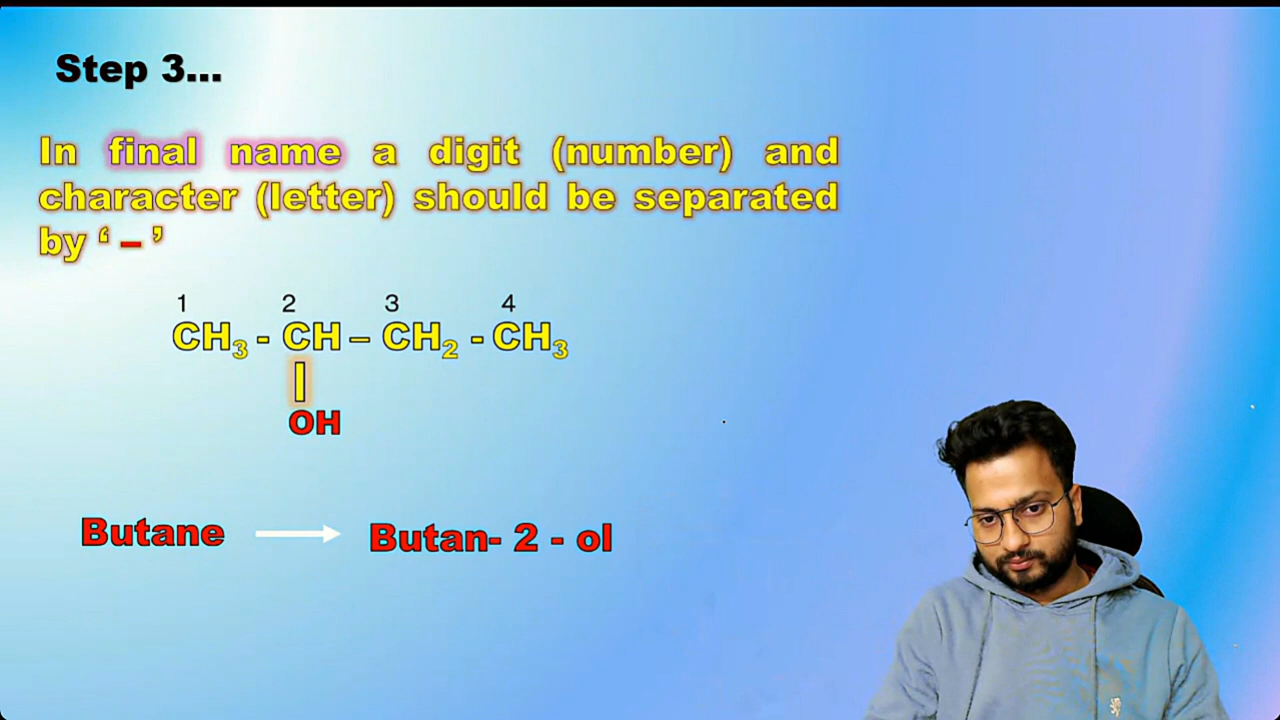 Step 3...
In final name a digit (number) and
character (letter) should be separated
by ‘ – ’
1 2 3 4
CH₃ - CH – CH₂ - CH₃
|
OH
Butane → Butan- 2 - ol